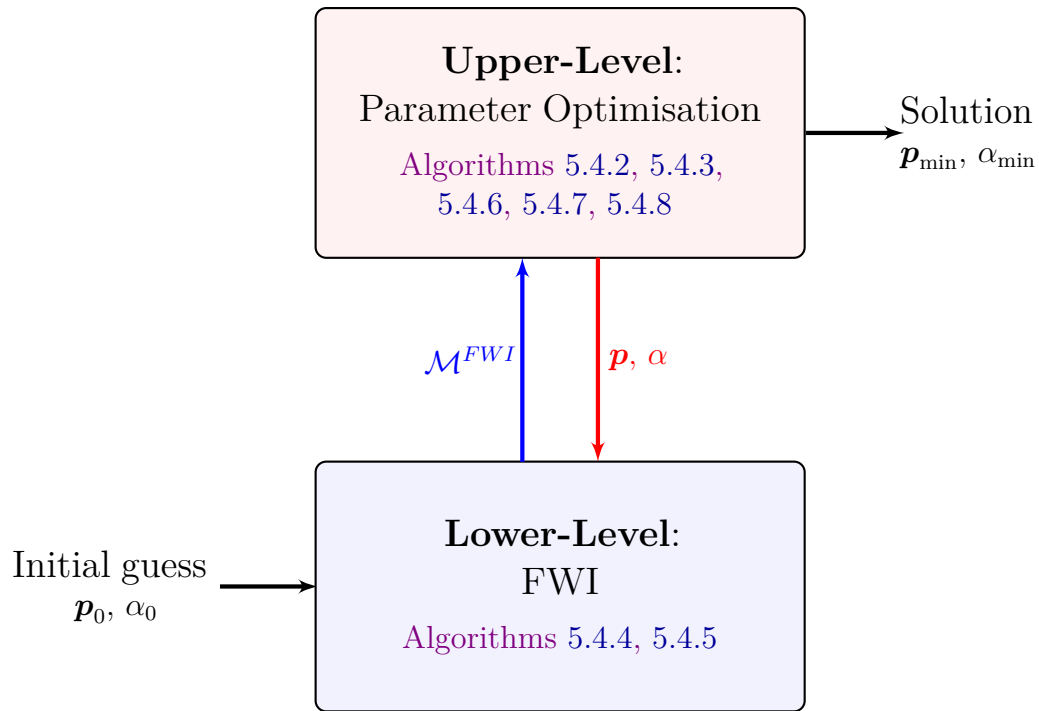 Upper-Level:
Parameter Optimisation
Algorithms 5.4.2, 5.4.3,
5.4.6, 5.4.7, 5.4.8
Solution
𝒑_min, α_min
ℳ^FWI
𝒑, α
Lower-Level:
FWI
Algorithms 5.4.4, 5.4.5
Initial guess
𝒑_0, α_0